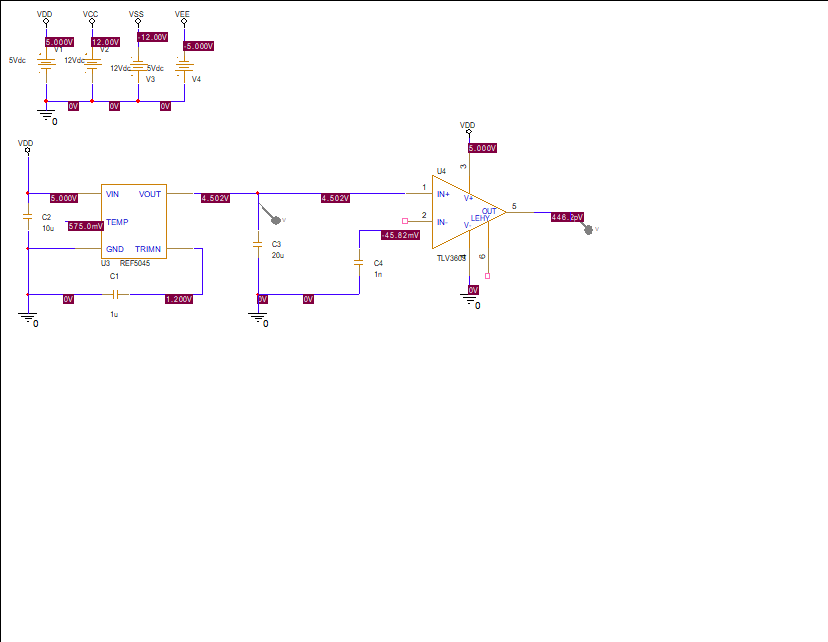 VDD VCC VSS VEE
5.000V 12.00V -12.00V -5.000V
V1 V2
5Vdc 12Vdc 12Vdc 5Vdc
V3 V4
0V 0V 0V
0
VDD
VDD
5.000V
U4
3
VIN VOUT
5.000V 4.502V 4.502V
1 IN+ V+
C2
10u
575.0mV TEMP
v
2 IN- OUT 5
LEHY
446.2pV
V-
v
-45.82mV
GND TRIMN
C3
20u
U3 REF5045
TLV3603
4 6
C4
1n
C1
0V 1.200V 0V 0V
1u
0V
0
0 0